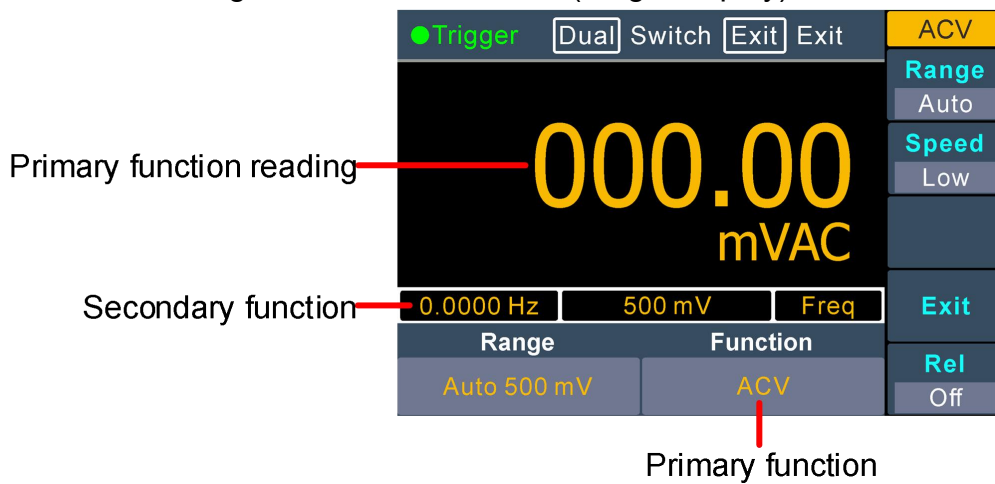 Trigger Dual Switch Exit Exit ACV
Range
Auto
Speed
Low
Primary function reading
000.00
mVAC
Secondary function
0.0000 Hz 500 mV Freq
Exit
Range Function
Auto 500 mV ACV
Rel
Off
Primary function